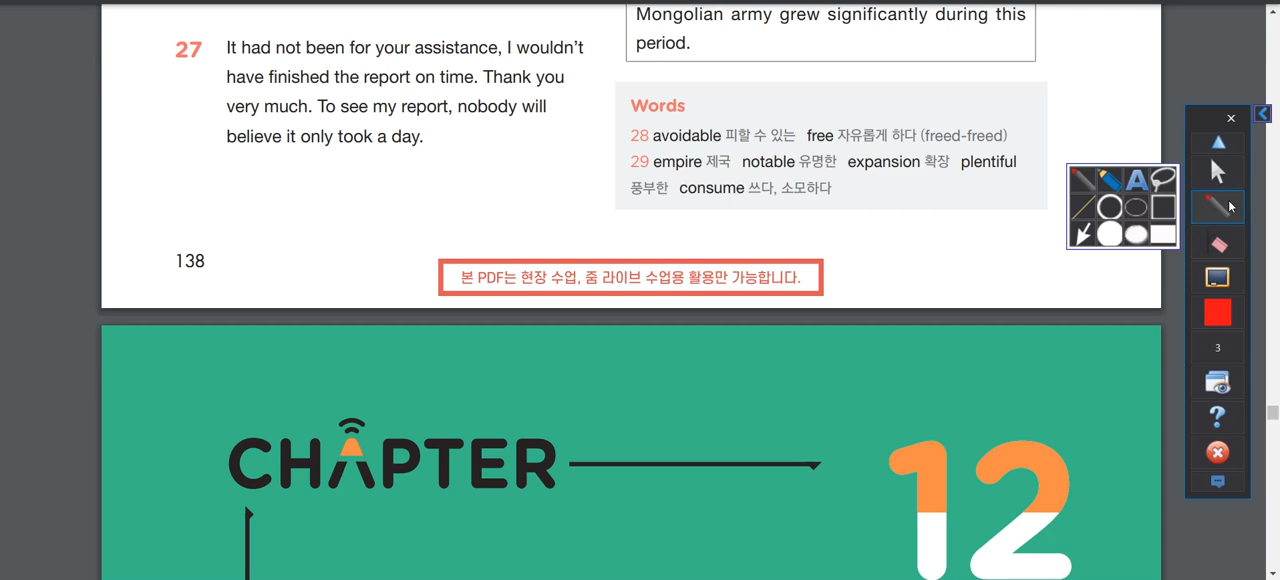 27 It had not been for your assistance, I wouldn’t
have finished the report on time. Thank you
very much. To see my report, nobody will
believe it only took a day.
Mongolian army grew significantly during this
period.
Words
28 avoidable 피할 수 있는 free 자유롭게 하다 (freed-freed)
29 empire 제국 notable 유명한 expansion 확장 plentiful
풍부한 consume 쓰다, 소모하다
138
본 PDF는 현장 수업, 줌 라이브 수업용 활용만 가능합니다.
A
3
?
CHAPTER
12